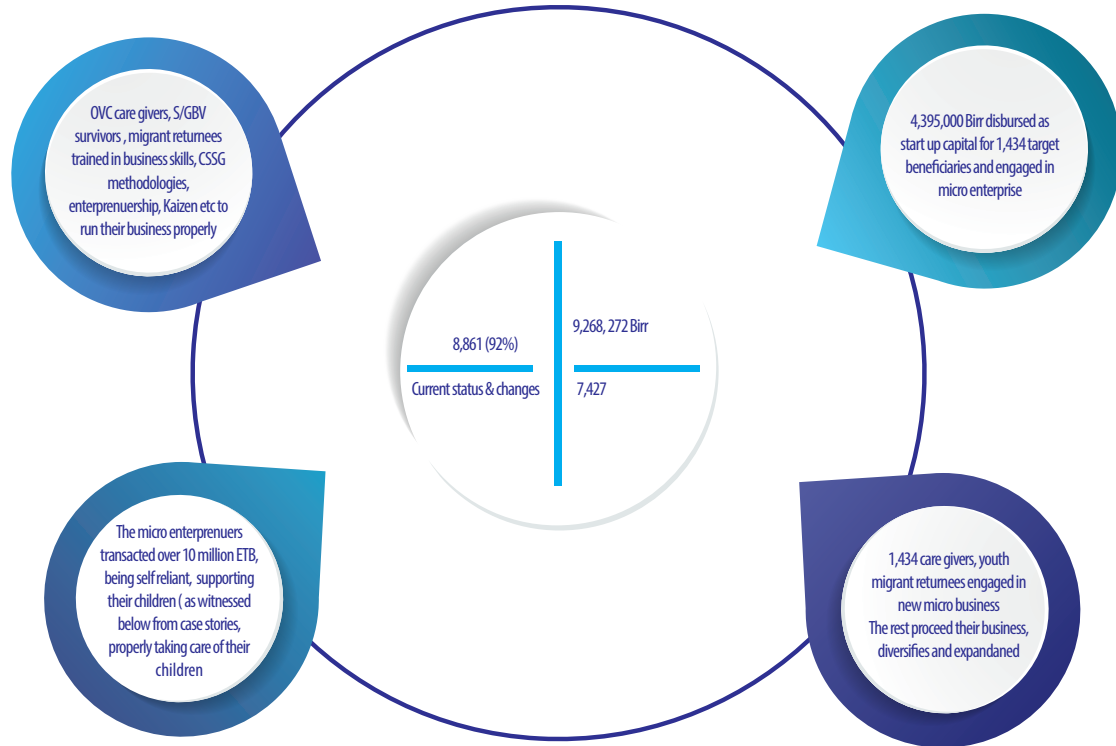 OVC care givers, S/GBV
survivors , migrant returnees
trained in business skills, CSSG
methodologies,
enterprenuership, Kaizen etc to
run their business properly
4,395,000 Birr disbursed as
start up capital for 1,434 target
beneficiaries and engaged in
micro enterprise
8,861 (92%)
9,268, 272 Birr
Current status & changes
7,427
The micro enterprenuers
transacted over 10 million ETB,
being self reliant, supporting
their children ( as witnessed
below from case stories,
properly taking care of their
children
1,434 care givers, youth
migrant returnees engaged in
new micro business
The rest proceed their business,
diversifies and expandaned